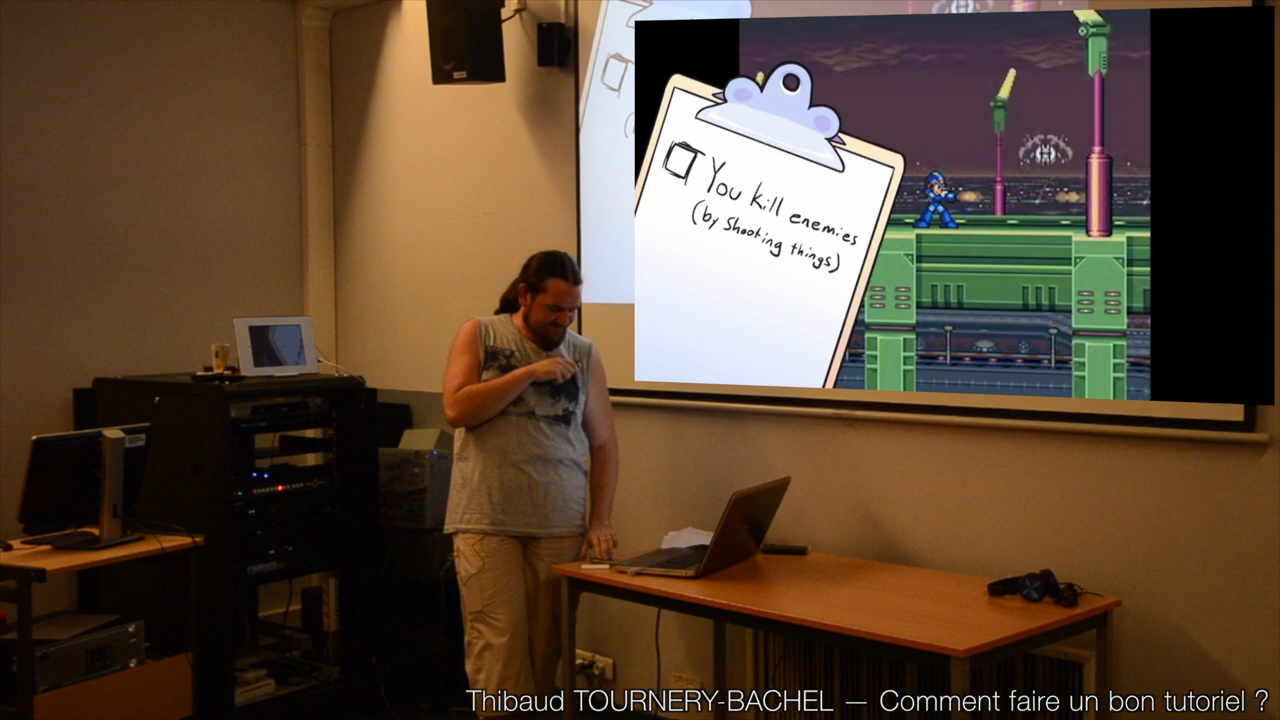 You kill enemies
(by shooting things)
Thibaud TOURNERY-BACHEL — Comment faire un bon tutoriel ?